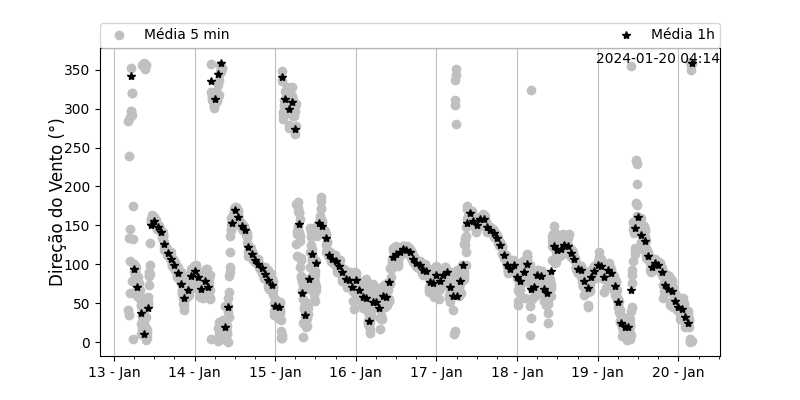 Média 5 min
Média 1h
2024-01-20 04:14
Direção do Vento (°)
350
300
250
200
150
100
50
0
13 - Jan
14 - Jan
15 - Jan
16 - Jan
17 - Jan
18 - Jan
19 - Jan
20 - Jan